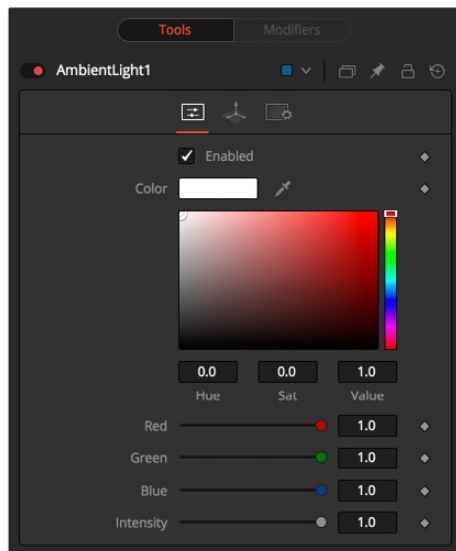 Tools Modifiers
AmbientLight1
Enabled
Color
0.0 0.0 1.0
Hue Sat Value
Red 1.0
Green 1.0
Blue 1.0
Intensity 1.0